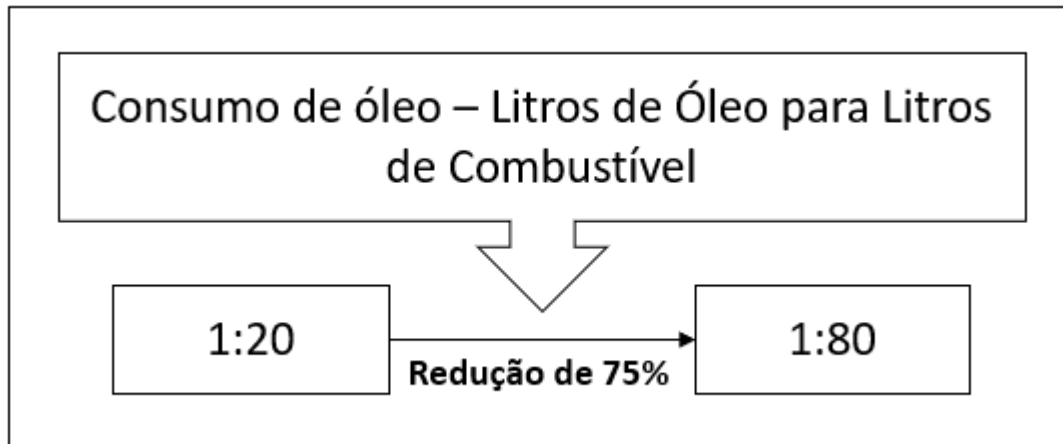 Consumo de óleo – Litros de Óleo para Litros
de Combustível
1:20
Redução de 75%
1:80